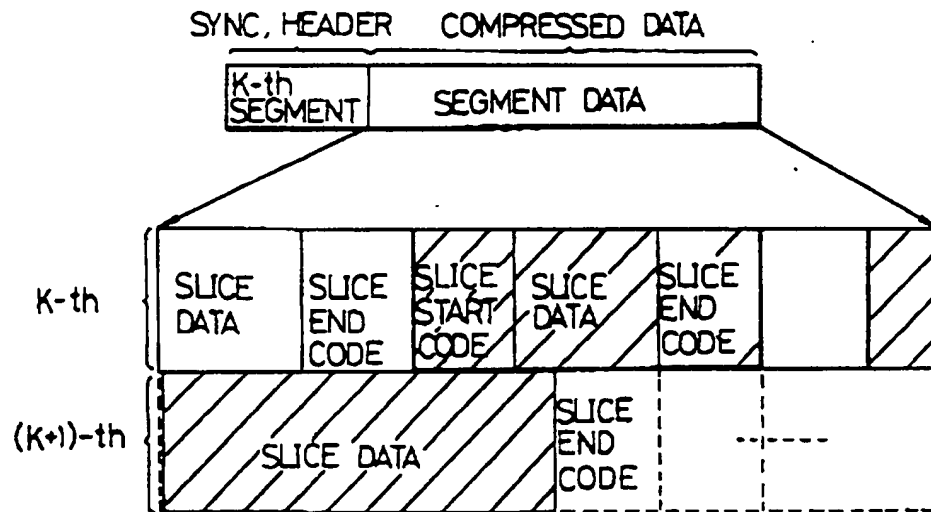 SYNC, HEADER COMPRESSED DATA
K-th
SEGMENT
SEGMENT DATA
K-th
SLICE
DATA
SLICE
END
CODE
SLICE
START
CODE
SLICE
DATA
SLICE
END
CODE
(K+1)-th
SLICE DATA
SLICE
END
CODE